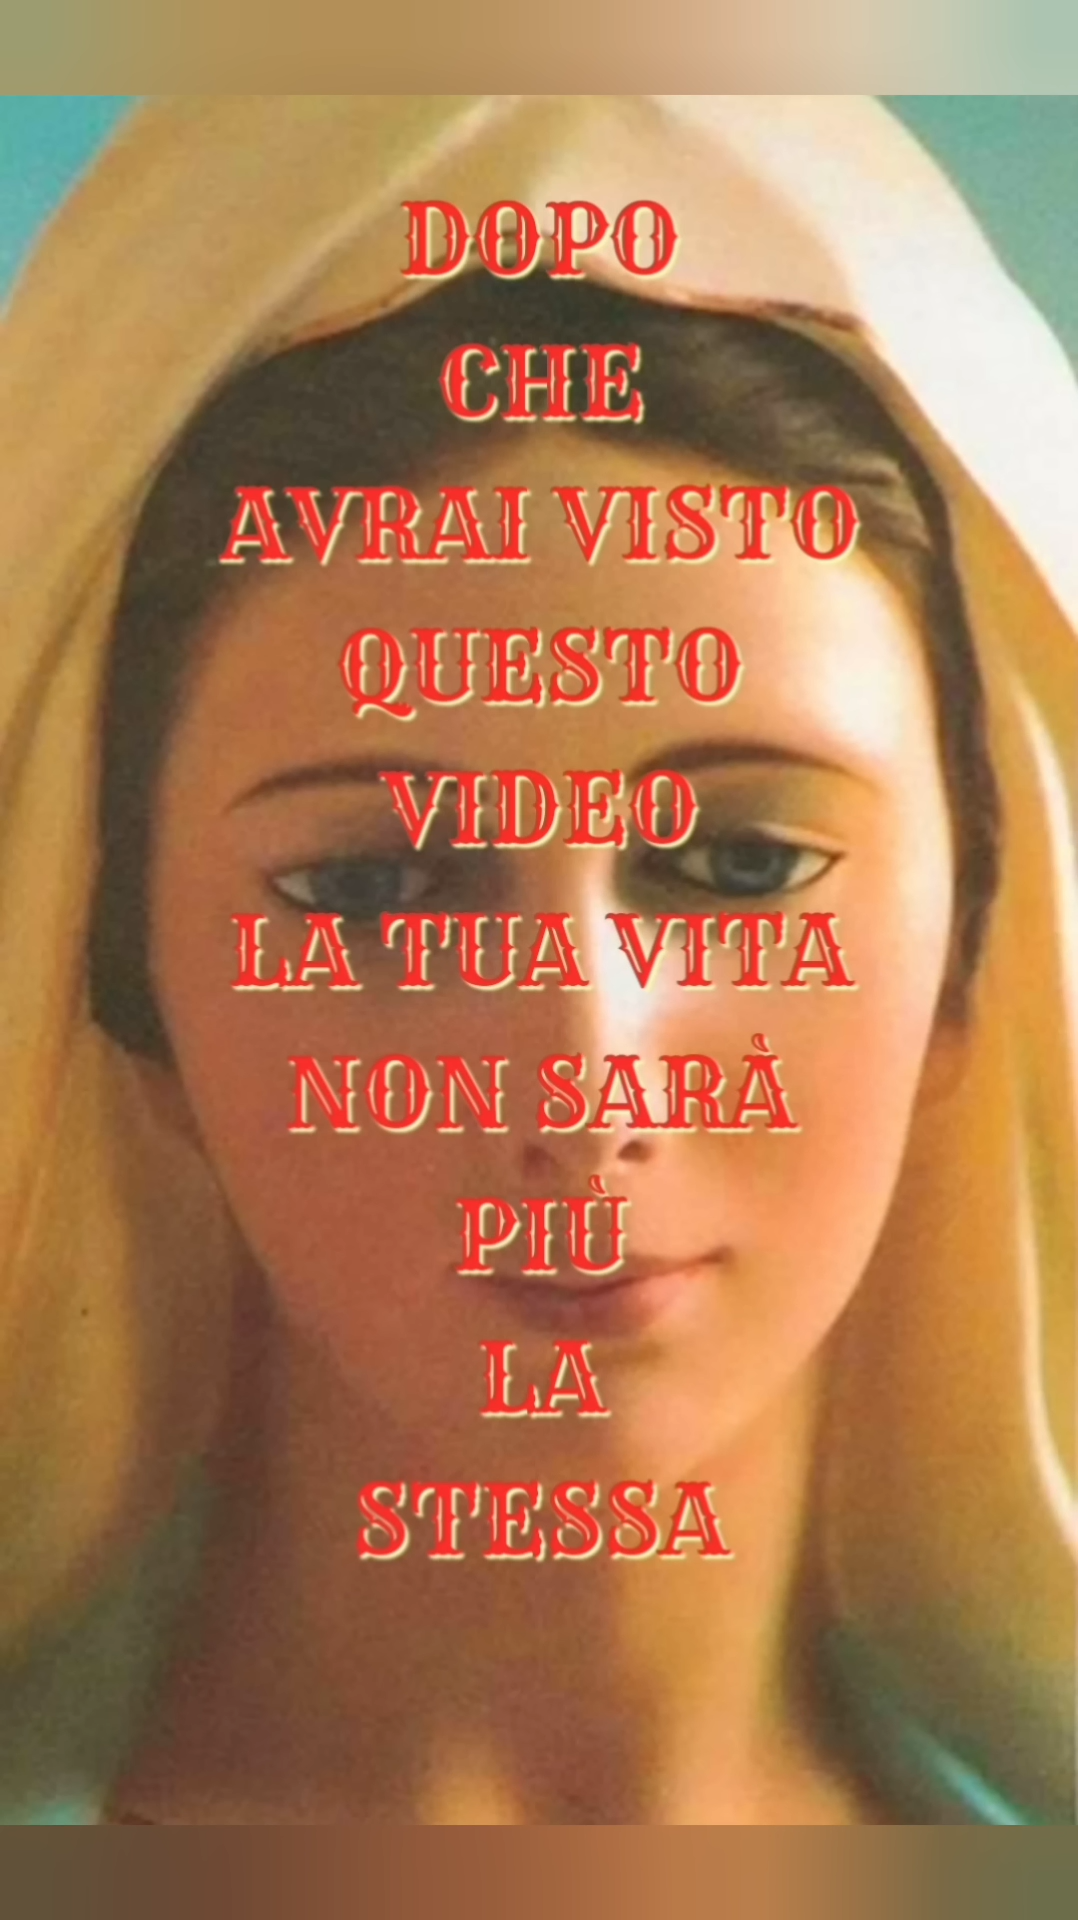 DOPO
CHE
AVRAI VISTO
QUESTO
VIDEO
LA TUA VITA
NON SARÀ
PIÙ
LA
STESSA